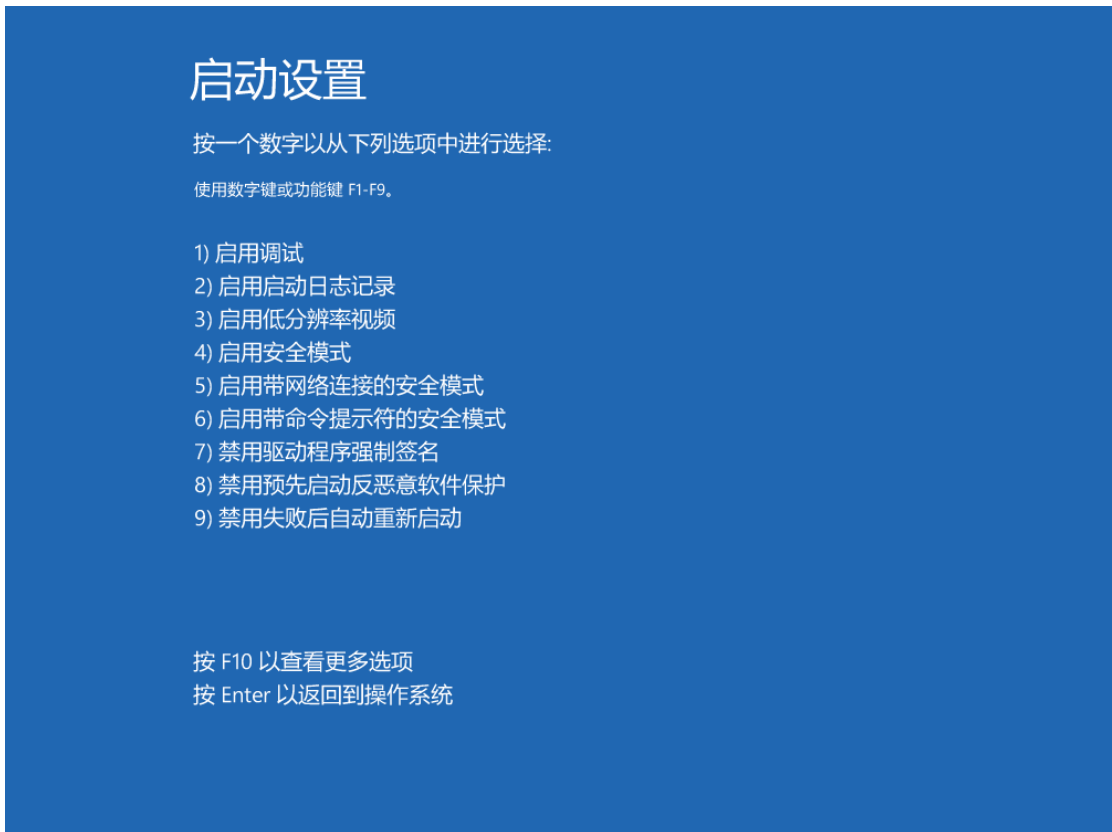 启动设置
按一个数字以从下列选项中进行选择:
使用数字键或功能键 F1-F9。
1) 启用调试
2) 启用启动日志记录
3) 启用低分辨率视频
4) 启用安全模式
5) 启用带网络连接的安全模式
6) 启用带命令提示符的安全模式
7) 禁用驱动程序强制签名
8) 禁用预先启动反恶意软件保护
9) 禁用失败后自动重新启动
按 F10 以查看更多选项
按 Enter 以返回到操作系统